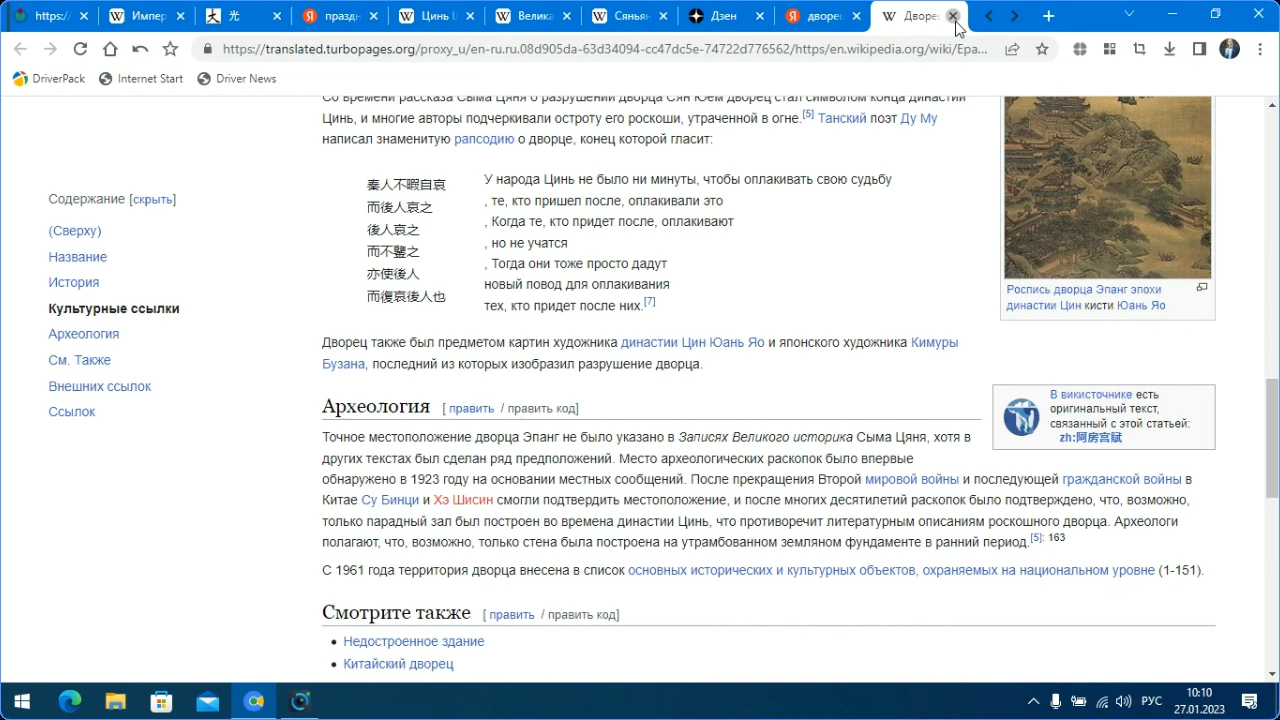 https:/
Импер
光
праздн
Цинь Ц
Велика
Сяньян
Дзен
дворец
Дворец
https://translated.turbopages.org/proxy_u/en-ru.ru.08d905da-63d34094-cc47dc5e-74722d776562/https/en.wikipedia.org/wiki/Epa...
DriverPack
Internet Start
Driver News
Со времени рассказа Сыма Цяня о разрушении дворца Сян Юем дворец стал символом конца династии
Цинь, и многие авторы подчеркивали остроту его роскоши, утраченной в огне.[5] Танский поэт Ду Му
написал знаменитую рапсодию о дворце, конец которой гласит:
秦人不暇自哀
而後人哀之
後人哀之
而不鑒之
亦使後人
而復哀後人也
У народа Цинь не было ни минуты, чтобы оплакивать свою судьбу
, те, кто пришел после, оплакивали это
, Когда те, кто придет после, оплакивают
, но не учатся
, Тогда они тоже просто дадут
новый повод для оплакивания
тех, кто придет после них.[7]
Роспись дворца Эпанг эпохи
династии Цин кисти Юань Яо
Содержание [скрыть]
(Сверху)
Название
История
Культурные ссылки
Археология
См. Также
Внешних ссылок
Ссылок
Дворец также был предметом картин художника династии Цин Юань Яо и японского художника Кимуры
Бузана, последний из которых изобразил разрушение дворца.
Археология [ править / править код]
В викисточнике есть
оригинальный текст,
связанный с этой статьей:
zh:阿房宫賦
Точное местоположение дворца Эпанг не было указано в Записях Великого историка Сыма Цяня, хотя в
других текстах был сделан ряд предположений. Место археологических раскопок было впервые
обнаружено в 1923 году на основании местных сообщений. После прекращения Второй мировой войны и последующей гражданской войны в
Китае Су Бинци и Хэ Шисин смогли подтвердить местоположение, и после многих десятилетий раскопок было подтверждено, что, возможно,
только парадный зал был построен во времена династии Цинь, что противоречит литературным описаниям роскошного дворца. Археологи
полагают, что, возможно, только стена была построена на утрамбованном земляном фундаменте в ранний период.[5]: 163
С 1961 года территория дворца внесена в список основных исторических и культурных объектов, охраняемых на национальном уровне (1-151).
Смотрите также [ править / править код]
Недостроенное здание
Китайский дворец
РУС
10:10
27.01.2023